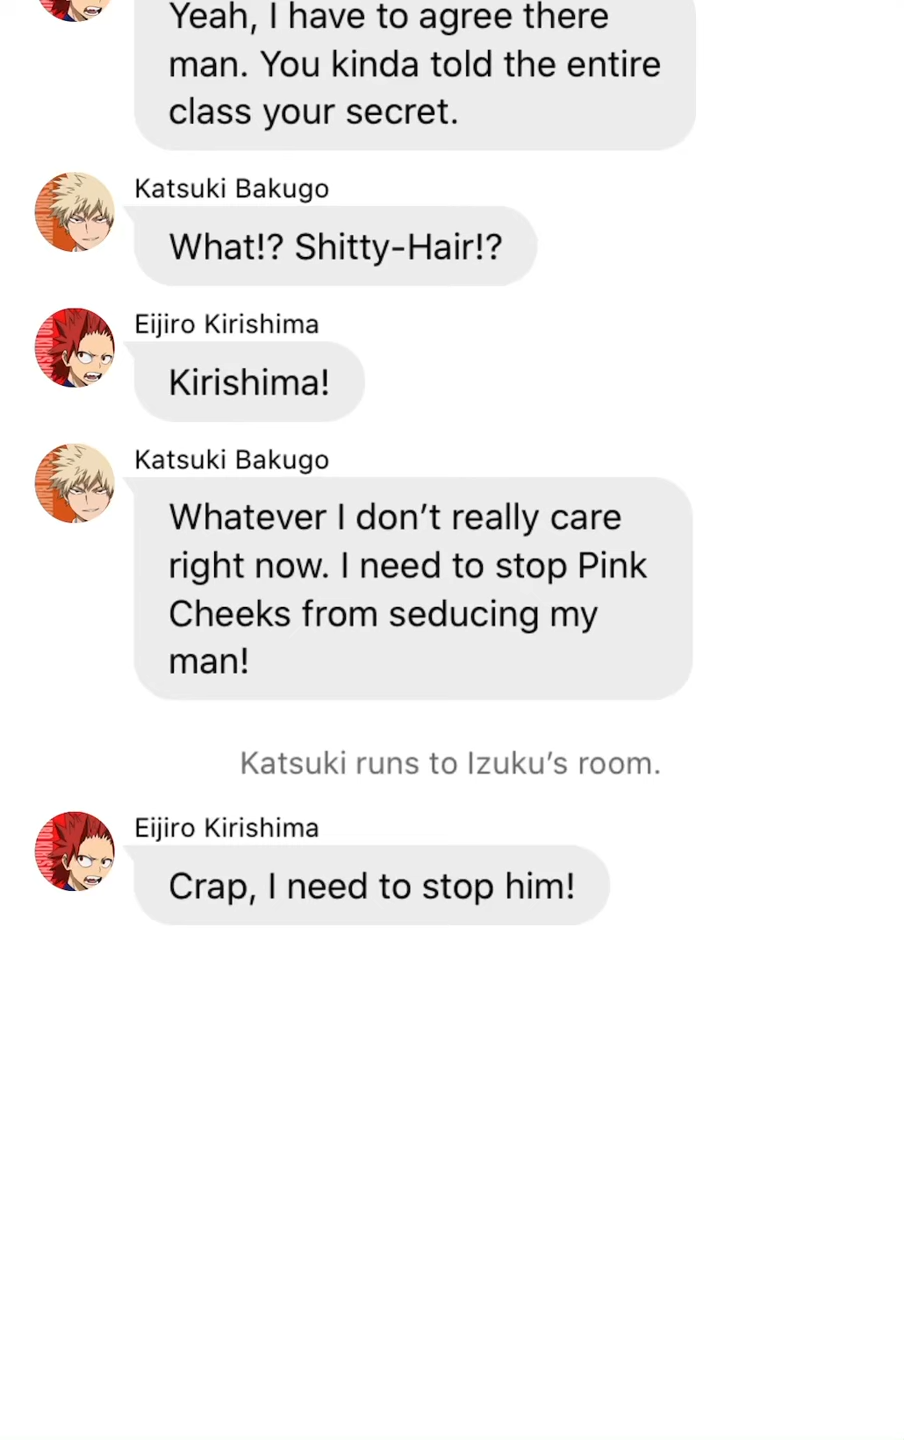 Yeah, I have to agree there
man. You kinda told the entire
class your secret.
Katsuki Bakugo
What!? Shitty-Hair!?
Eijiro Kirishima
Kirishima!
Katsuki Bakugo
Whatever I don’t really care
right now. I need to stop Pink
Cheeks from seducing my
man!
Katsuki runs to Izuku’s room.
Eijiro Kirishima
Crap, I need to stop him!